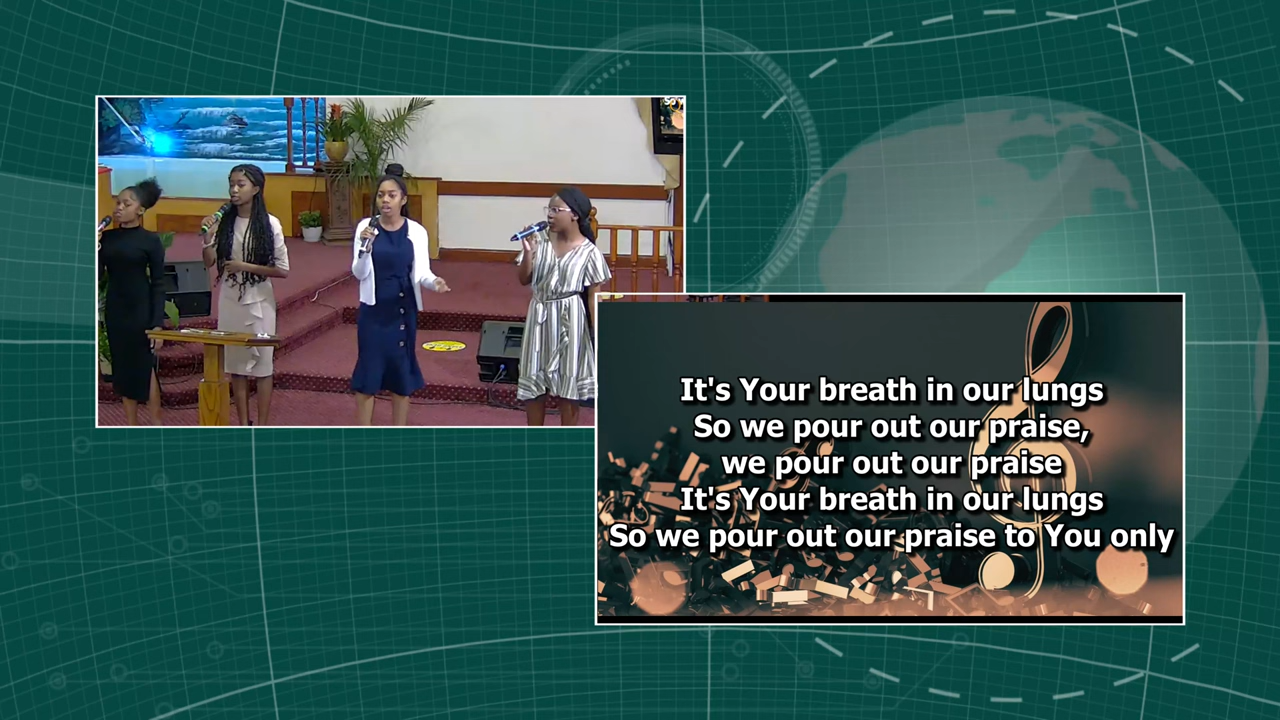 It's Your breath in our lungs
So we pour out our praise,
we pour out our praise
It's Your breath in our lungs
So we pour out our praise to You only